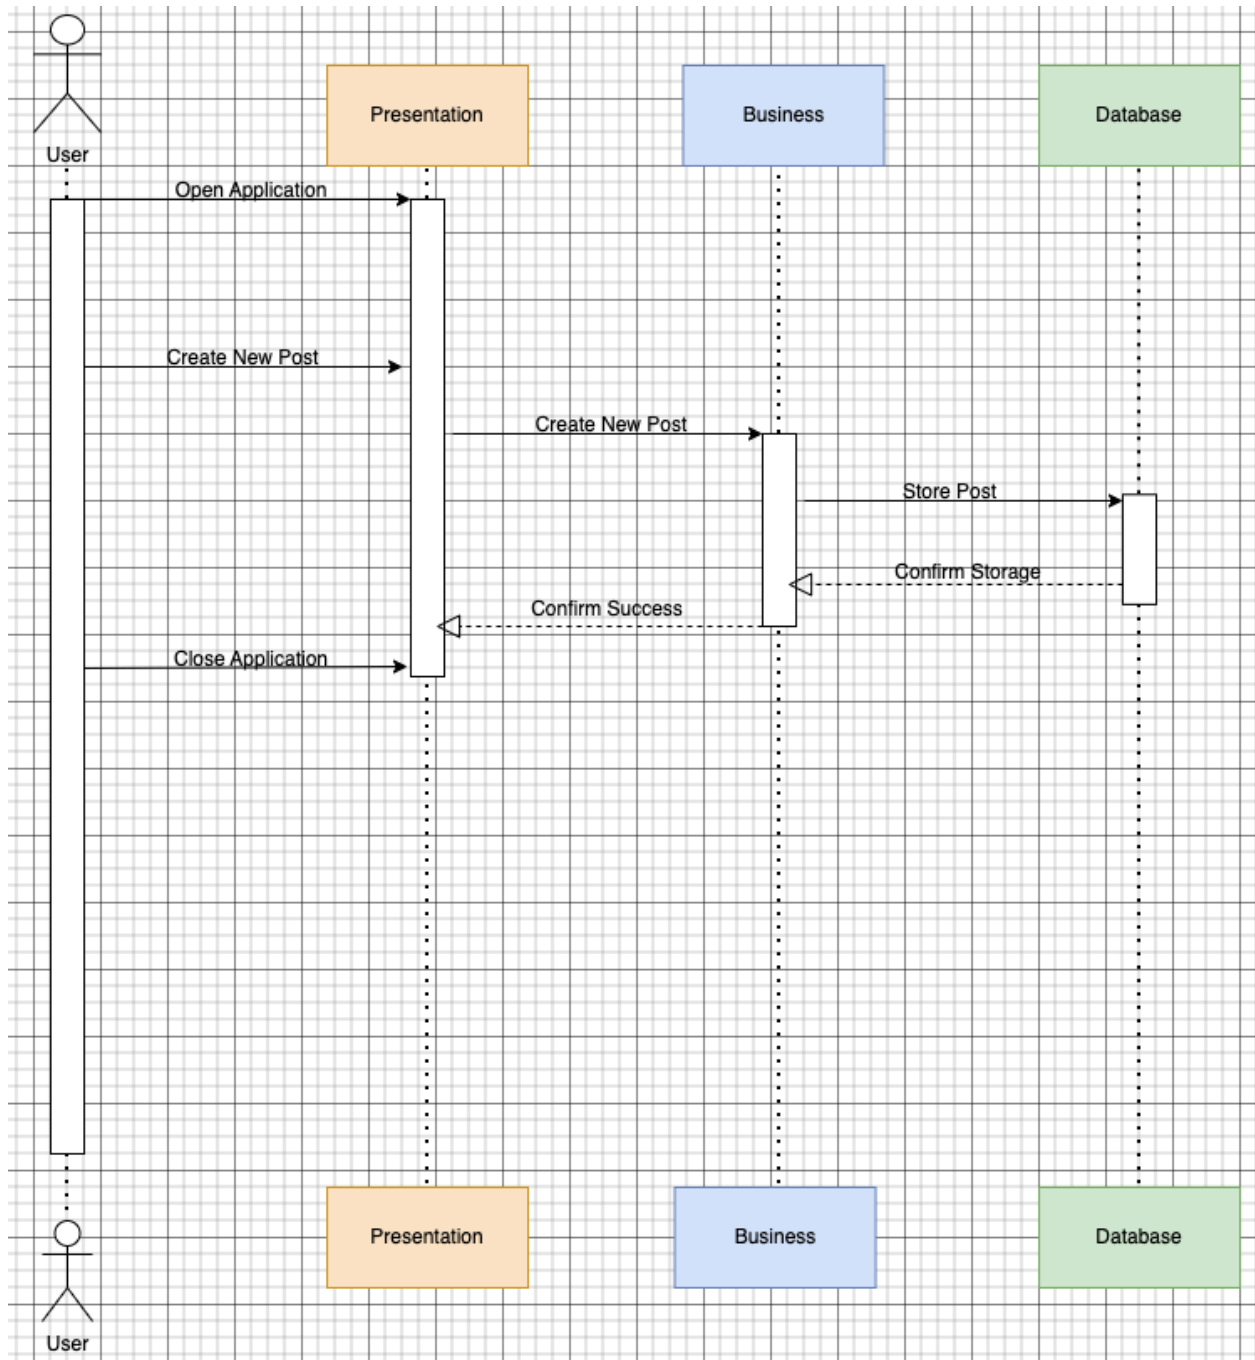 Presentation
Business
Database
User
Open Application
Create New Post
Create New Post
Store Post
Confirm Storage
Confirm Success
Close Application
Presentation
Business
Database
User